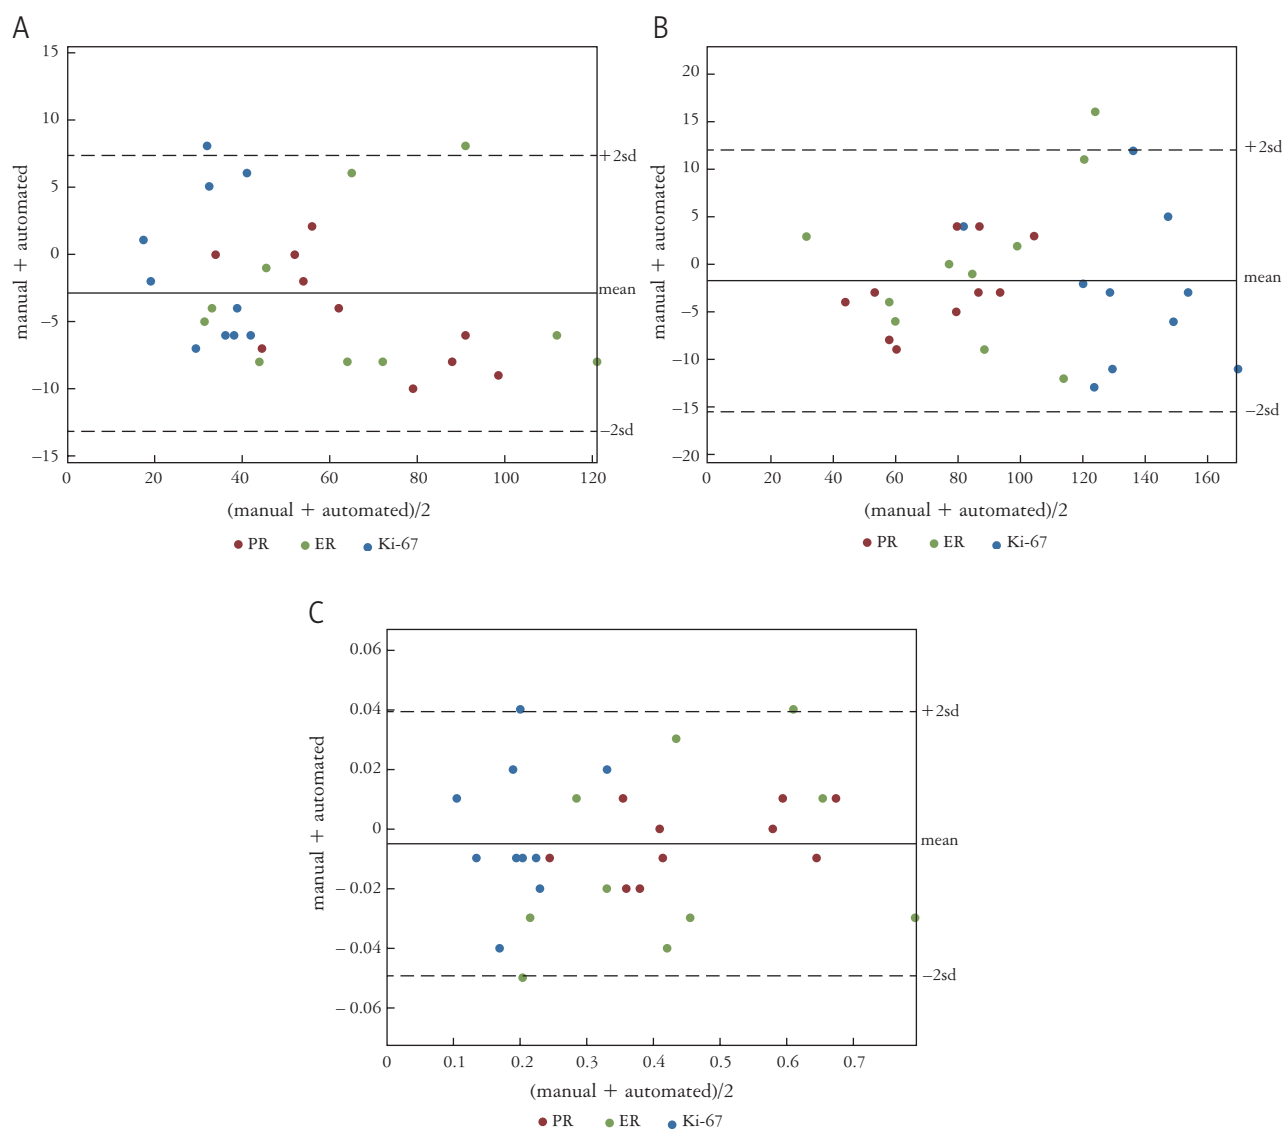 A
15
10
5
0
−5
−10
−15
manual + automated
+2sd
mean
−2sd
0 20 40 60 80 100 120
(manual + automated)/2
PR ER Ki-67
B
20
15
10
5
0
−5
−10
−15
−20
manual + automated
+2sd
mean
−2sd
0 20 40 60 80 100 120 140 160
(manual + automated)/2
PR ER Ki-67
C
0.06
0.04
0.02
0
−0.02
−0.04
−0.06
manual + automated
+2sd
mean
−2sd
0 0.1 0.2 0.3 0.4 0.5 0.6 0.7
(manual + automated)/2
PR ER Ki-67